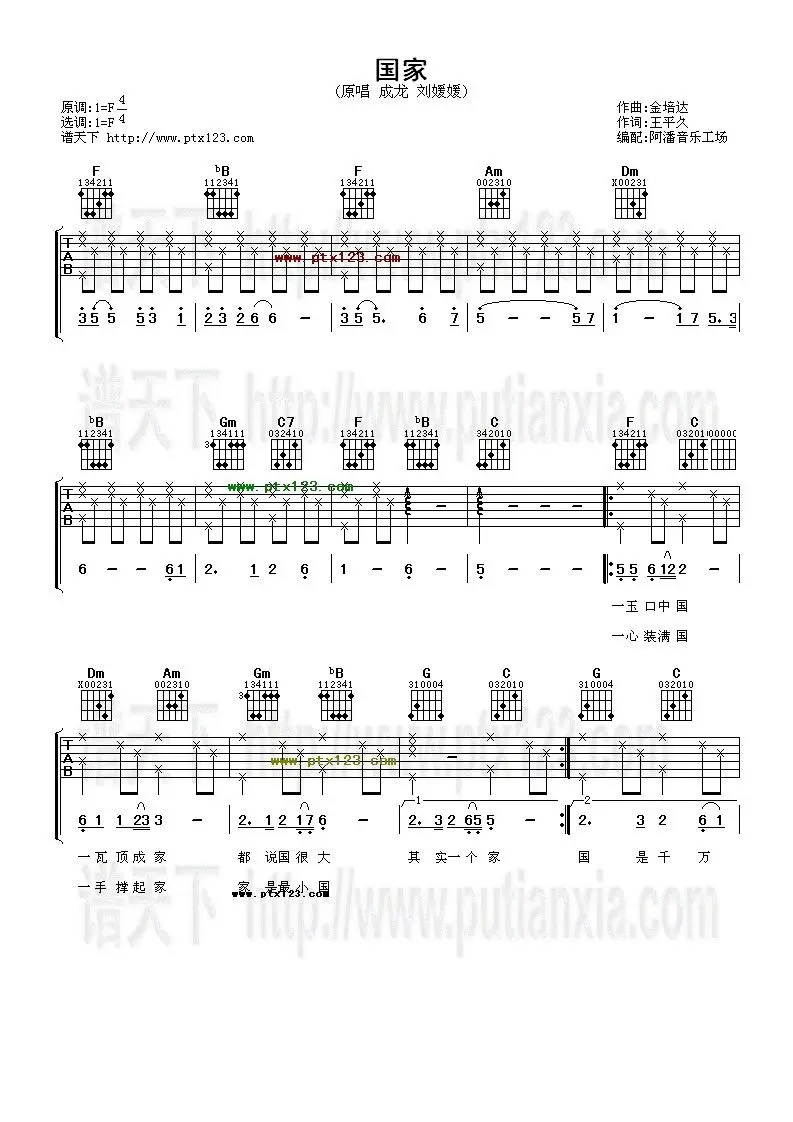 国家
(原唱 成龙 刘媛媛)
原调:1=F 4/4 作曲:金培达
选调:1=F 作词:王平久
谱天下 http://www.ptx123.com 编配:阿潘音乐工场
F ᵇB F Am Dm
134211 112341 134211 002310 X00231
T
A
B
www.ptx123.com
3 5 5 5 3 1 2 3 2 6 6 - 3 5 5. 6 7 5 - - 5 7 1 - - 1 7 5. 3
谱天下 http://www.putianxia.com
ᵇB Gm C7 F ᵇB C F C
112341 3 134111 032410 134211 112341 342010 134211 032010 00000
www.ptx123.com
T
A
B
6 - - 6 1 2. 1 2 6 1 - 6 - 5 - - - 5 5 6 1 2 2 -
一玉口中国
一心装满国
Dm Am Gm ᵇB G C G C
X00231 002310 3 134111 112341 310004 032010 310004 032010
T
A
B
www.ptx123.com
1 2
6 1 1 2 3 3 - 2. 1 2 1 7 6 - 2. 3 2 6 5 5 - 2. 3 2 6 1
一瓦顶成家 都说国很大 其实一个家 国是千万
一手撑起家 家是最小国
www.ptx123.com
谱天下 http://www.putianxia.com